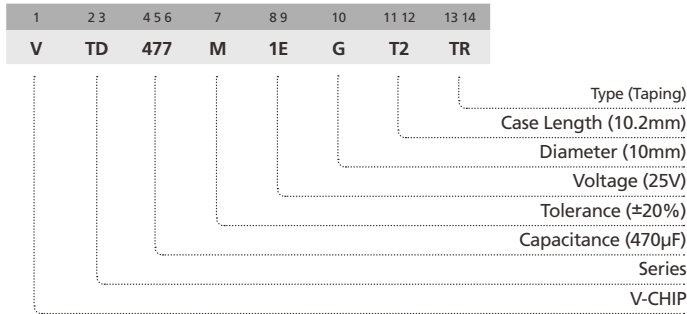 1 2 3 4 5 6 7 8 9 10 11 12 13 14
V TD 477 M 1E G T2 TR
Type (Taping)
Case Length (10.2mm)
Diameter (10mm)
Voltage (25V)
Tolerance (±20%)
Capacitance (470µF)
Series
V-CHIP